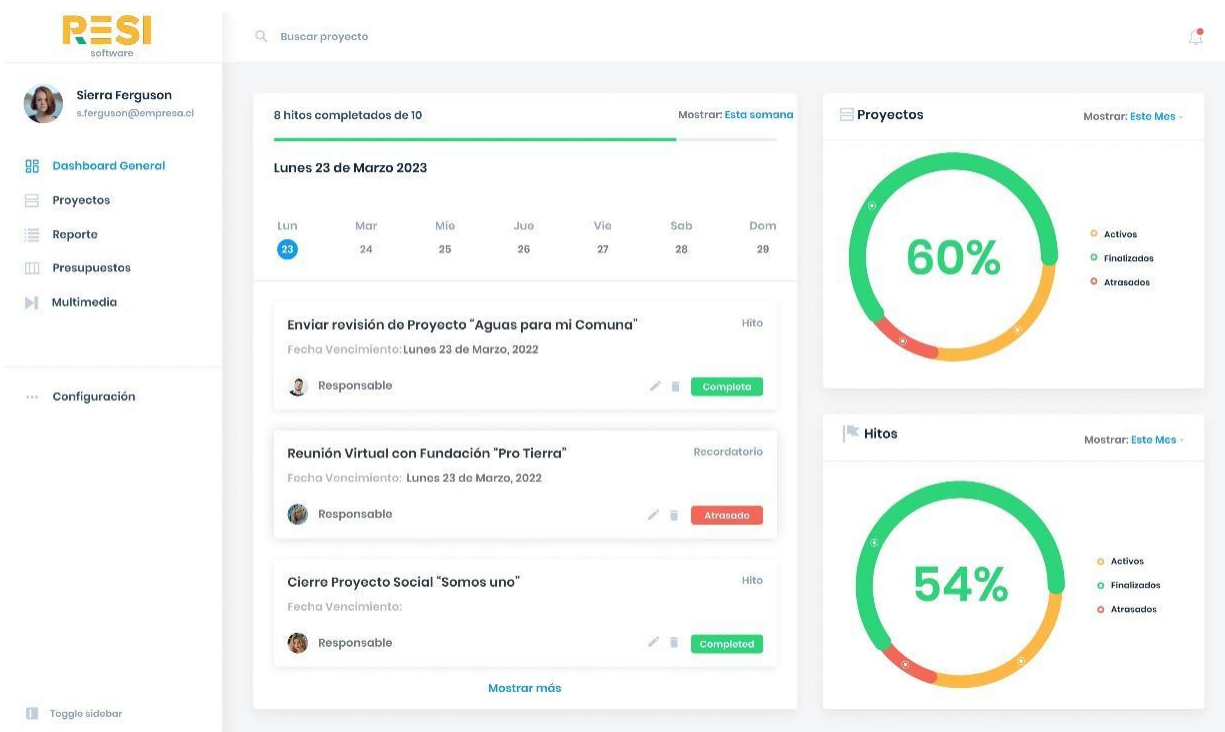 RESI
software
Buscar proyecto
Sierra Ferguson
s.ferguson@empresa.cl
Dashboard General
Proyectos
Reporte
Presupuestos
Multimedia
Configuración
Toggle sidebar
8 hitos completados de 10
Mostrar: Esta semana
Lunes 23 de Marzo 2023
Lun Mar Míe Jue Vie Sab Dom
23 24 25 26 27 28 29
Enviar revisión de Proyecto "Aguas para mi Comuna" Hito
Fecha Vencimiento: Lunes 23 de Marzo, 2022
Responsable Completa
Reunión Virtual con Fundación "Pro Tierra" Recordatorio
Fecha Vencimiento: Lunes 23 de Marzo, 2022
Responsable Atrasado
Cierre Proyecto Social "Somos uno" Hito
Fecha Vencimiento:
Responsable Completed
Mostrar más
Proyectos
Mostrar: Este Mes
60%
Activos
Finalizados
Atrasados
Hitos
Mostrar: Este Mes
54%
Activos
Finalizados
Atrasados